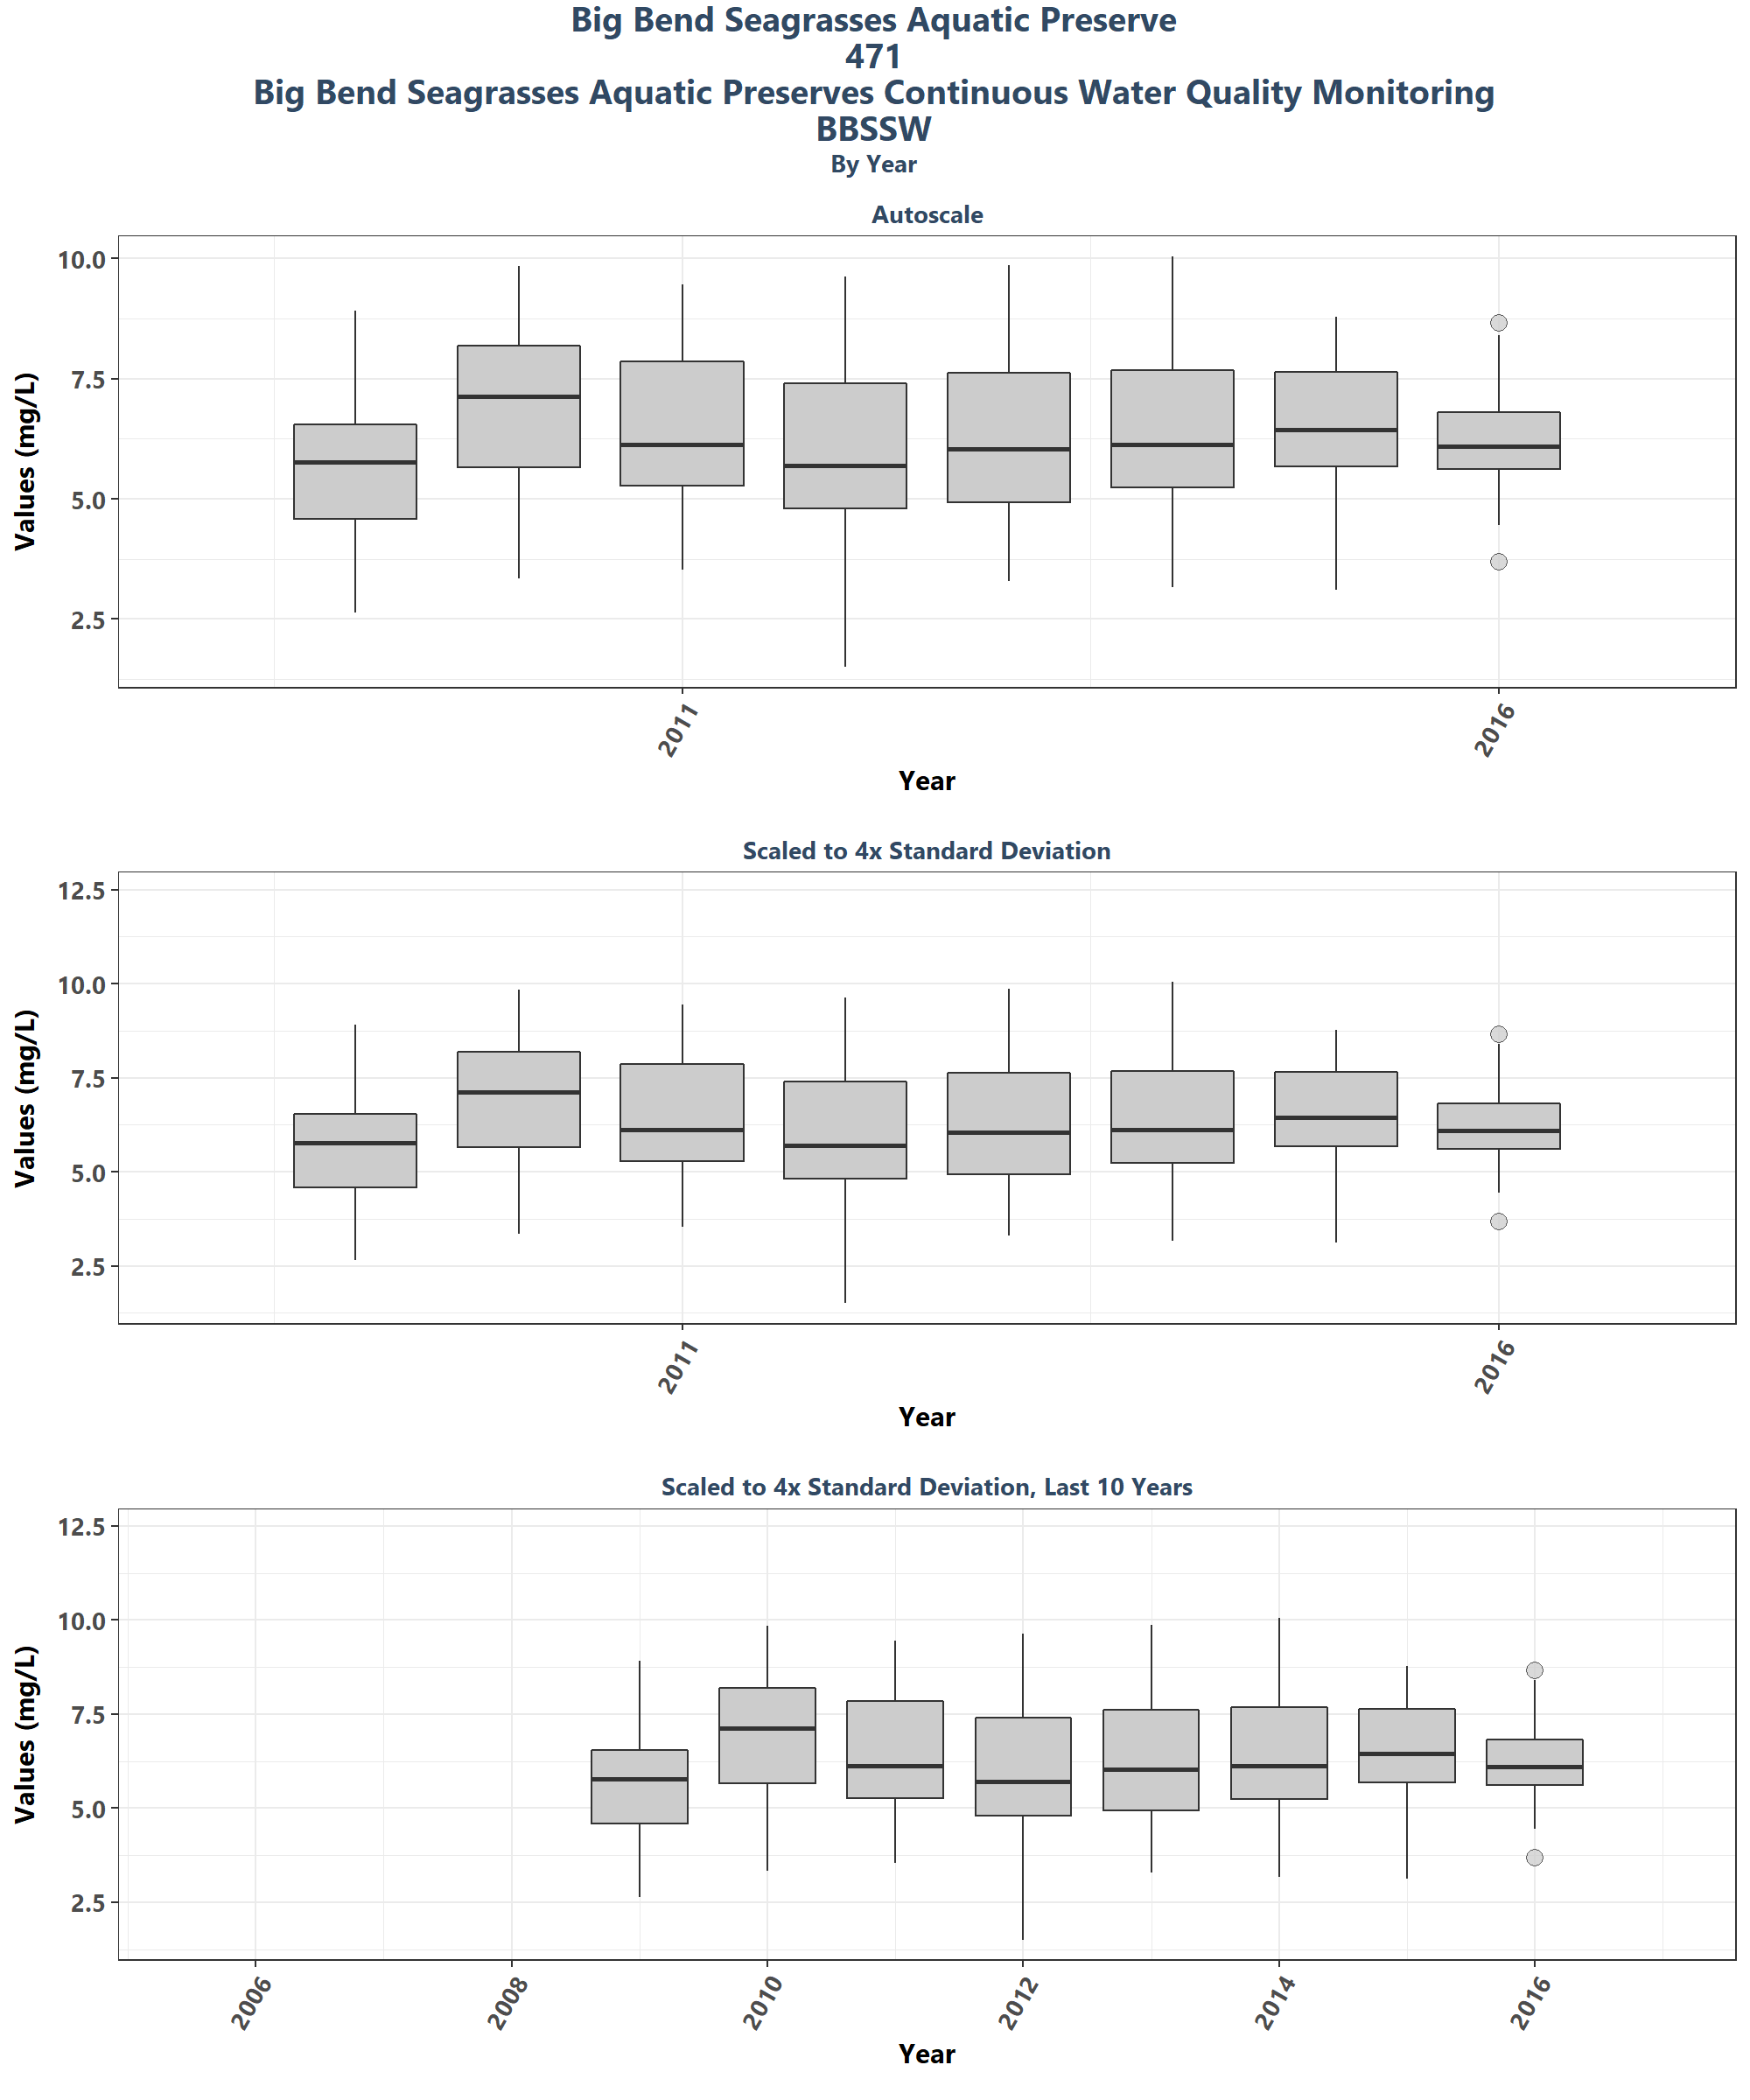 Big Bend Seagrasses Aquatic Preserve
471
Big Bend Seagrasses Aquatic Preserves Continuous Water Quality Monitoring
BBSSW
By Year
Autoscale
10.0
7.5
5.0
2.5
Values (mg/L)
2011
2016
Year
Scaled to 4x Standard Deviation
12.5
10.0
7.5
5.0
2.5
Values (mg/L)
2011
2016
Year
Scaled to 4x Standard Deviation, Last 10 Years
12.5
10.0
7.5
5.0
2.5
Values (mg/L)
2006
2008
2010
2012
2014
2016
Year